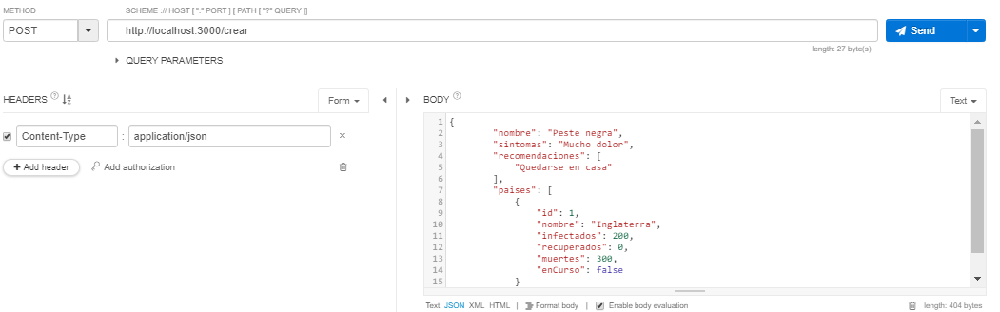 METHOD
SCHEME :// HOST [ ":" PORT ] [ PATH [ "?" QUERY ]]
POST
http://localhost:3000/crear
Send
length: 27 byte(s)
QUERY PARAMETERS
HEADERS
Form
BODY
Text
Content-Type : application/json
+ Add header
Add authorization
1 {
2 "nombre": "Peste negra",
3 "sintomas": "Mucho dolor",
4 "recomendaciones": [
5 "Quedarse en casa"
6 ],
7 "paises": [
8 {
9 "id": 1,
10 "nombre": "Inglaterra",
11 "infectados": 200,
12 "recuperados": 0,
13 "muertes": 300,
14 "enCurso": false
15 }
Text JSON XML HTML | Format body | Enable body evaluation
length: 404 bytes